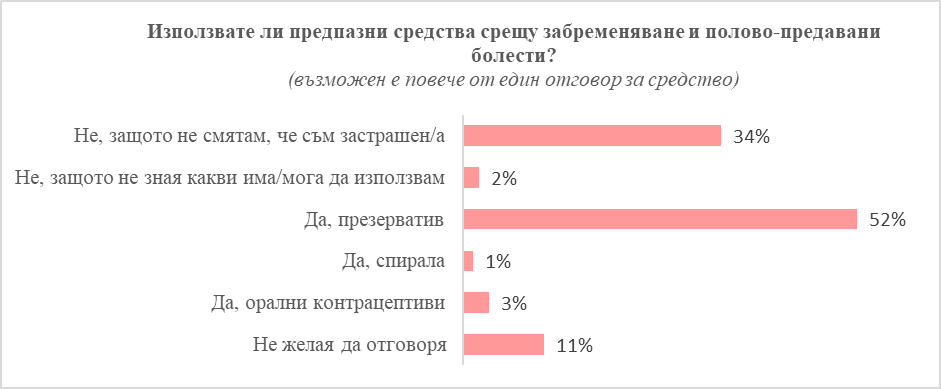 Използвате ли предпазни средства срещу забременяване и полово-предавани
болести?
(възможен е повече от един отговор за средство)
Не, защото не смятам, че съм застрашен/а 34%
Не, защото не зная какви има/мога да използвам 2%
Да, презерватив 52%
Да, спирала 1%
Да, орални контрацептиви 3%
Не желая да отговоря 11%